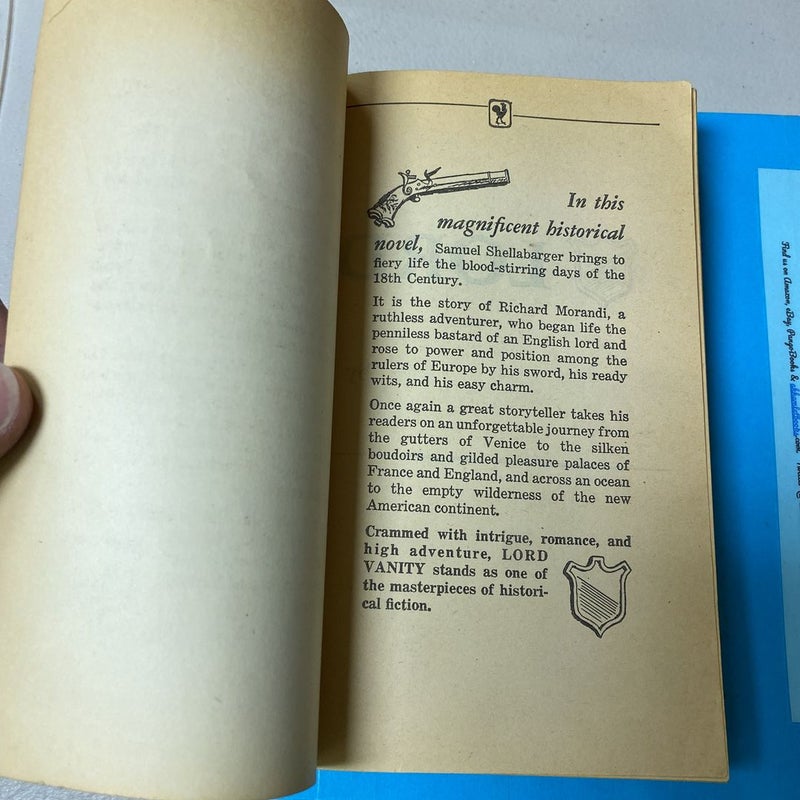 In this
magnificent historical
novel, Samuel Shellabarger brings to
fiery life the blood-stirring days of the
18th Century.
It is the story of Richard Morandi, a
ruthless adventurer, who began life the
penniless bastard of an English lord and
rose to power and position among the
rulers of Europe by his sword, his ready
wits, and his easy charm.
Once again a great storyteller takes his
readers on an unforgettable journey from
the gutters of Venice to the silken
boudoirs and gilded pleasure palaces of
France and England, and across an ocean
to the empty wilderness of the new
American continent.
Crammed with intrigue, romance, and
high adventure, LORD
VANITY stands as one of
the masterpieces of histori-
cal fiction.
Find us on Amazon, eBay, PangoBooks &